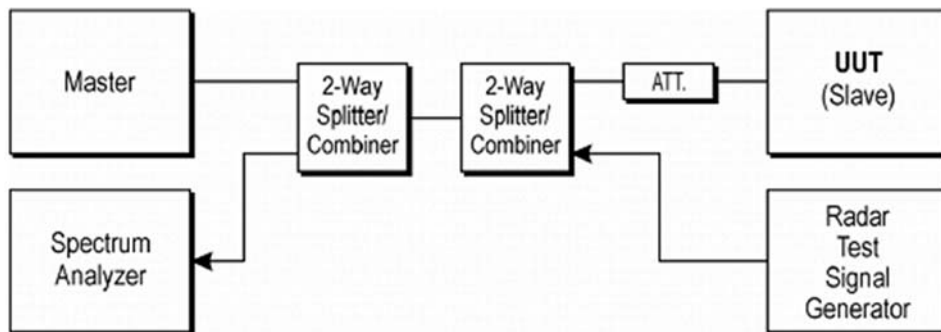 Master
2-Way
Splitter/
Combiner
2-Way
Splitter/
Combiner
ATT.
UUT
(Slave)
Spectrum
Analyzer
Radar
Test
Signal
Generator